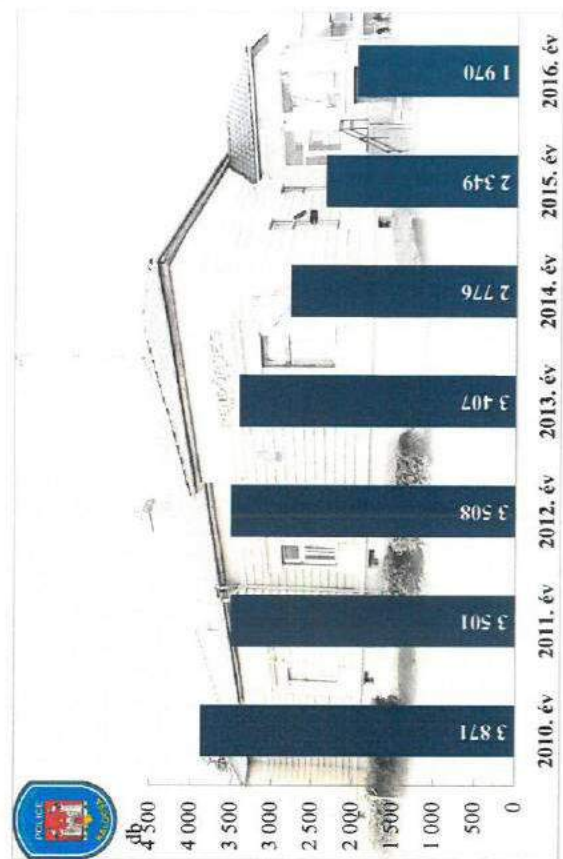 POLICE
db
4 500
4 000
3 500
3 000
2 500
2 000
1 500
1 000
500
0
3 871
3 501
3 508
3 407
2 776
2 349
1 970
2010. év
2011. év
2012. év
2013. év
2014. év
2015. év
2016. év